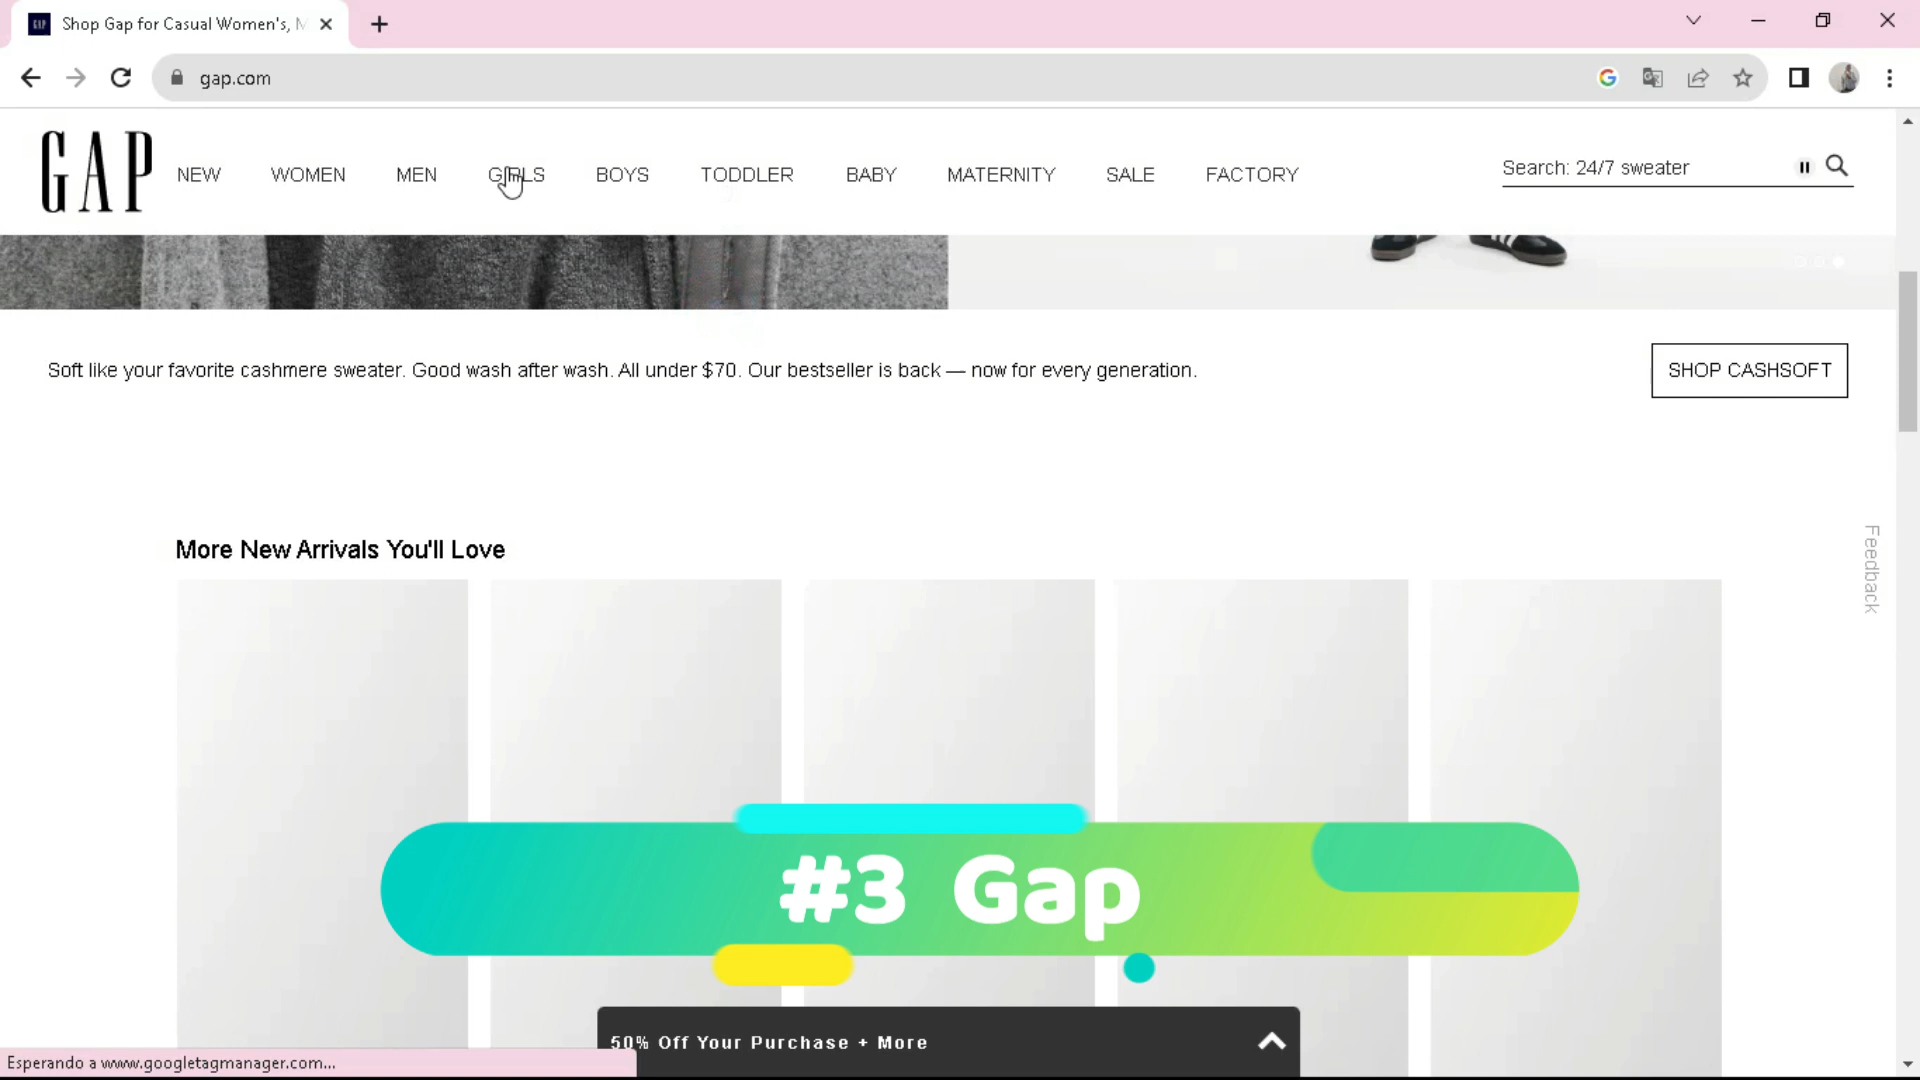 Shop Gap for Casual Women's, M
gap.com
GAP
NEW
WOMEN
MEN
GIRLS
BOYS
TODDLER
BABY
MATERNITY
SALE
FACTORY
Search: 24/7 sweater
Soft like your favorite cashmere sweater. Good wash after wash. All under $70. Our bestseller is back — now for every generation.
SHOP CASHSOFT
Feedback
More New Arrivals You'll Love
#3 Gap
50% Off Your Purchase + More
Esperando a www.googletagmanager.com...